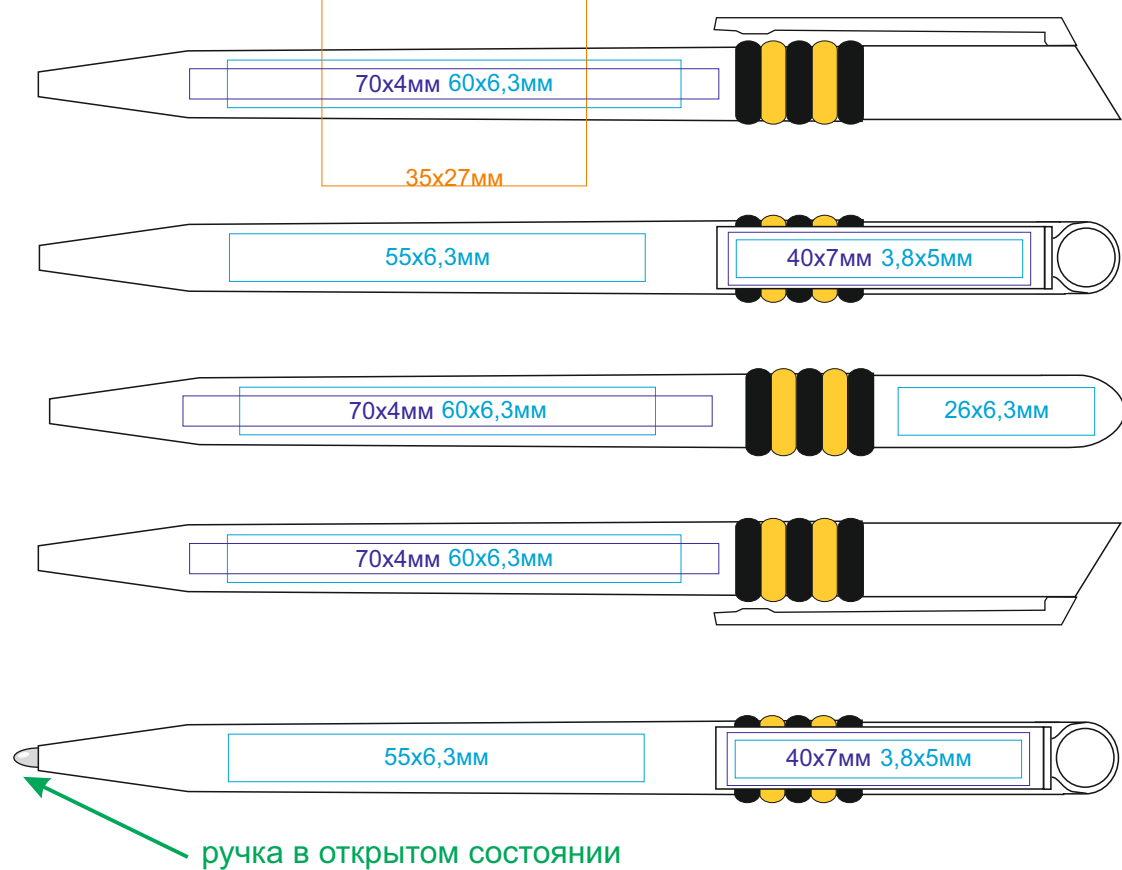 70х4мм 60х6,3мм
35х27мм
55х6,3мм
40х7мм 3,8х5мм
70х4мм 60х6,3мм
26х6,3мм
70х4мм 60х6,3мм
55х6,3мм
40х7мм 3,8х5мм
ручка в открытом состоянии